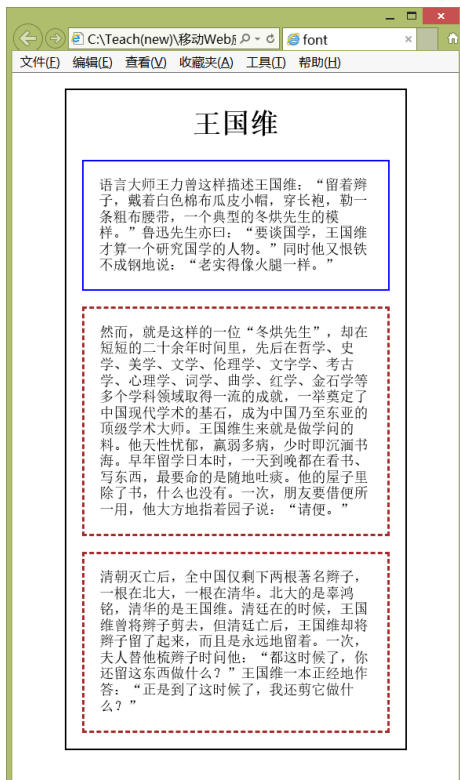 C:\Teach(new)\移动Web
font
文件(F) 编辑(E) 查看(V) 收藏夹(A) 工具(T) 帮助(H)
王国维
语言大师王力曾这样描述王国维：“留着辫
子，戴着白色棉布瓜皮小帽，穿长袍，勒一
条粗布腰带，一个典型的冬烘先生的模
样。”鲁迅先生亦曰：“要谈国学，王国维
才算一个研究国学的人物。”同时他又恨铁
不成钢地说：“老实得像火腿一样。”
然而，就是这样的一位“冬烘先生”，却在
短短的二十余年时间里，先后在哲学、史
学、美学、文学、伦理学、文字学、考古
学、心理学、词学、曲学、红学、金石学等
多个学科领域取得一流的成就，一举奠定了
中国现代学术的基石，成为中国乃至东亚的
顶级学术大师。王国维生来就是做学问的
料。他天性忧郁，羸弱多病，少时即沉湎书
海。早年留学日本时，一天到晚都在看书、
写东西，最要命的是随地吐痰。他的屋子里
除了书，什么也没有。一次，朋友要借便所
一用，他大方地指着园子说：“请便。”
清朝灭亡后，全中国仅剩下两根著名辫子，
一根在北大，一根在清华。北大的是辜鸿
铭，清华的是王国维。清廷在的时候，王国
维曾将辫子剪去，但清廷亡后，王国维却将
辫子留了起来，而且是永远地留着。一次，
夫人替他梳辫子时问他：“都这时候了，你
还留这东西做什么？”王国维一本正经地作
答：“正是到了这时候了，我还剪它做什
么？”